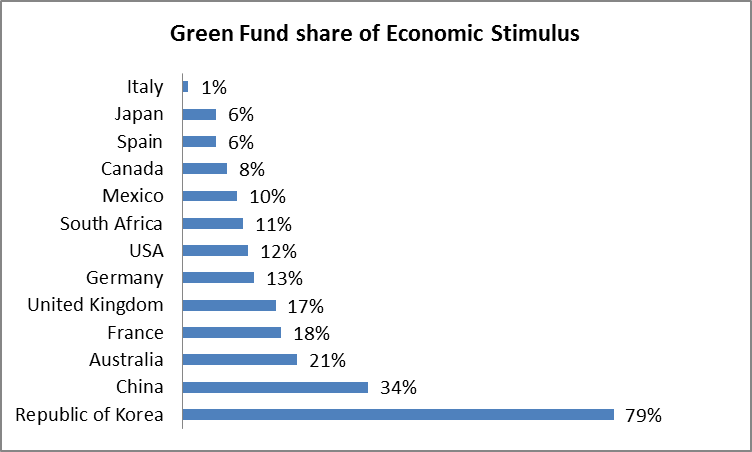 Green Fund share of Economic Stimulus
Italy 1%
Japan 6%
Spain 6%
Canada 8%
Mexico 10%
South Africa 11%
USA 12%
Germany 13%
United Kingdom 17%
France 18%
Australia 21%
China 34%
Republic of Korea 79%